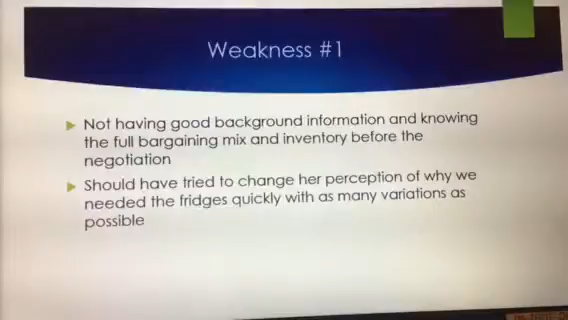 Weakness #1
Not having good background information and knowing
the full bargaining mix and inventory before the
negotiation
Should have tried to change her perception of why we
needed the fridges quickly with as many variations as
possible